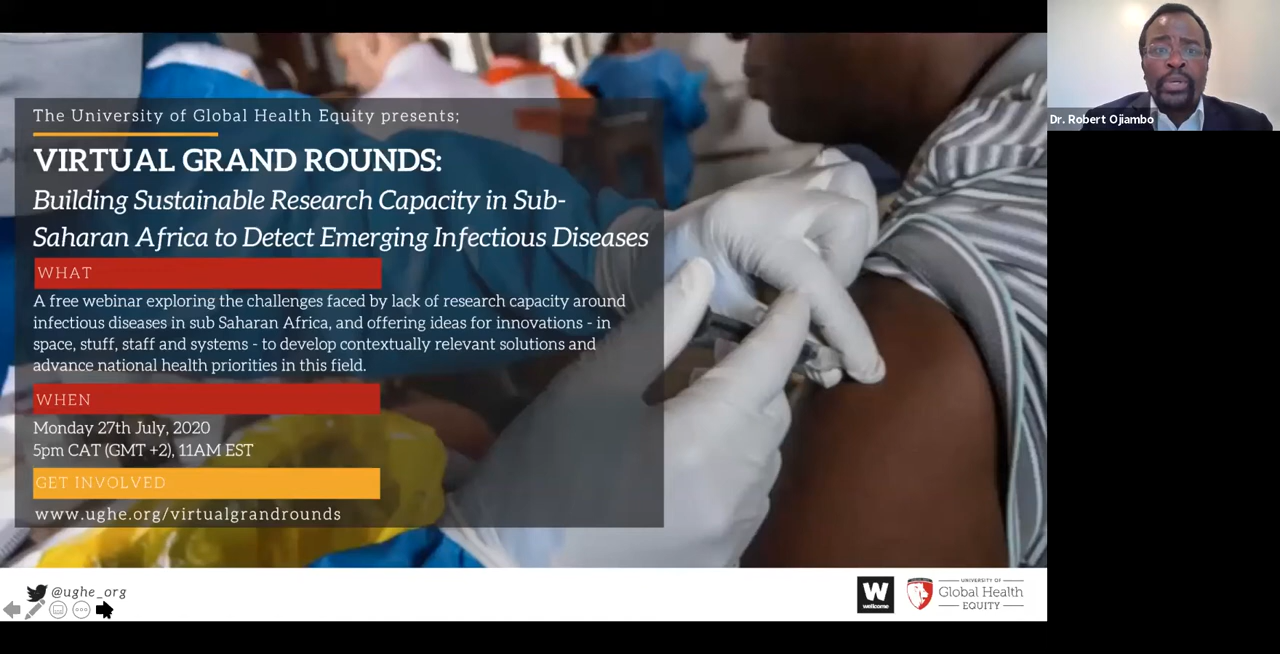 The University of Global Health Equity presents;
VIRTUAL GRAND ROUNDS:
Building Sustainable Research Capacity in Sub-
Saharan Africa to Detect Emerging Infectious Diseases
WHAT
A free webinar exploring the challenges faced by lack of research capacity around
infectious diseases in sub Saharan Africa, and offering ideas for innovations - in
space, stuff, staff and systems - to develop contextually relevant solutions and
advance national health priorities in this field.
WHEN
Monday 27th July, 2020
5pm CAT (GMT +2), 11AM EST
GET INVOLVED
www.ughe.org/virtualgrandrounds
@ughe_org
W
wellcome
UNIVERSITY OF
Global Health
EQUITY
Dr. Robert Ojiambo